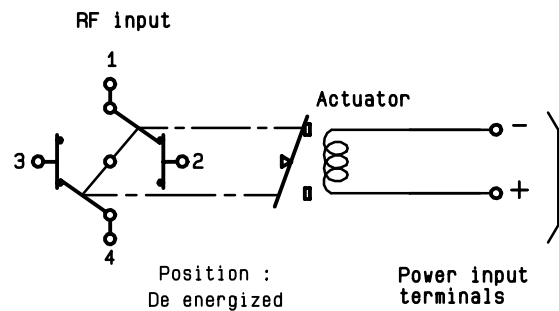 RF input
1
Actuator
-
3
2
+
4
Position :
De energized
Power input
terminals